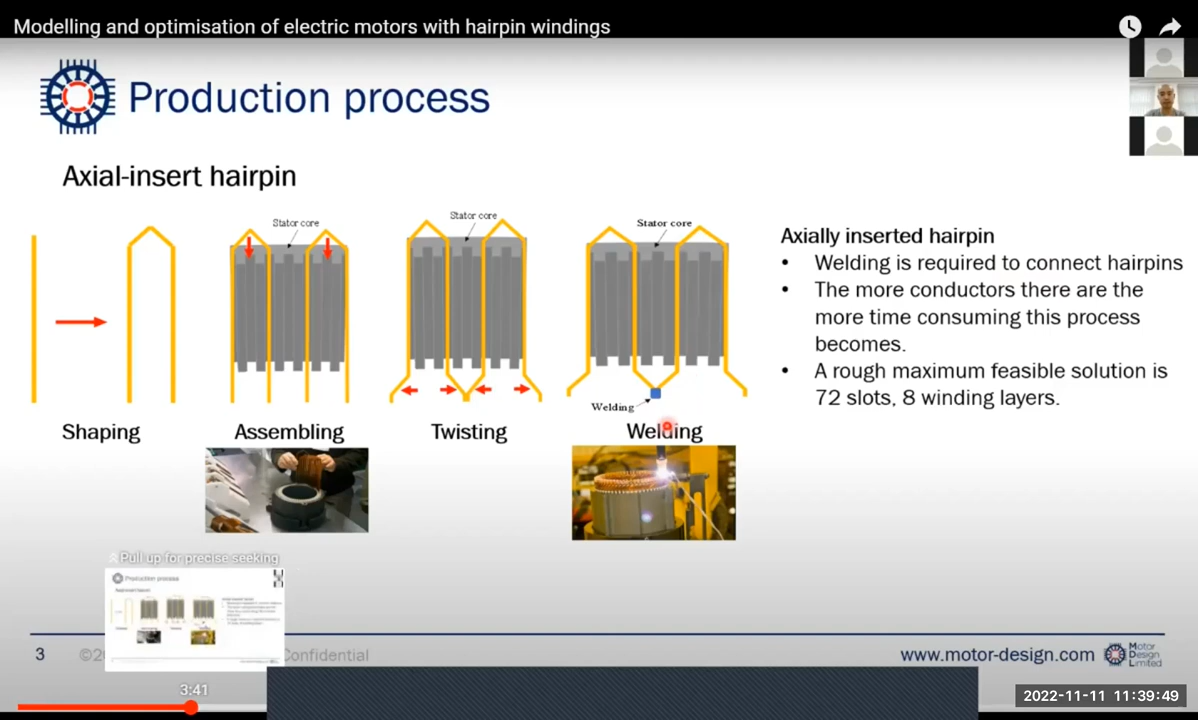 Modelling and optimisation of electric motors with hairpin windings
Production process
Axial-insert hairpin
Stator core
Stator core
Stator core
Welding
Shaping
Assembling
Twisting
Welding
Axially inserted hairpin
• Welding is required to connect hairpins
• The more conductors there are the
more time consuming this process
becomes.
• A rough maximum feasible solution is
72 slots, 8 winding layers.
Pull up for precise seeking
Production process
3
©20
Confidential
www.motor-design.com
Motor
Design
Limited
3:41
2022-11-11 11:39:49